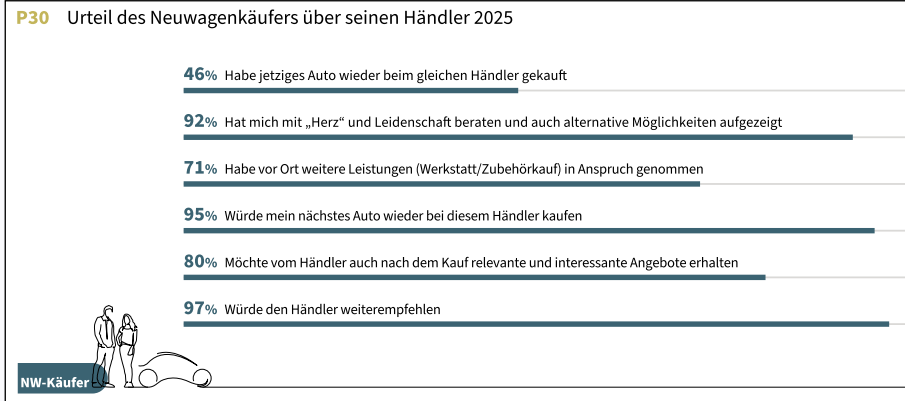 P30 Urteil des Neuwagenkäufers über seinen Händler 2025
46% Habe jetziges Auto wieder beim gleichen Händler gekauft
92% Hat mich mit „Herz“ und Leidenschaft beraten und auch alternative Möglichkeiten aufgezeigt
71% Habe vor Ort weitere Leistungen (Werkstatt/Zubehörkauf) in Anspruch genommen
95% Würde mein nächstes Auto wieder bei diesem Händler kaufen
80% Möchte vom Händler auch nach dem Kauf relevante und interessante Angebote erhalten
97% Würde den Händler weiterempfehlen
NW-Käufer